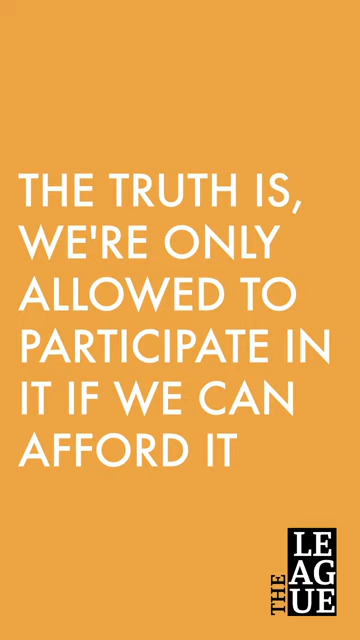 THE TRUTH IS,
WE'RE ONLY
ALLOWED TO
PARTICIPATE IN
IT IF WE CAN
AFFORD IT
THE
LE
AG
UE